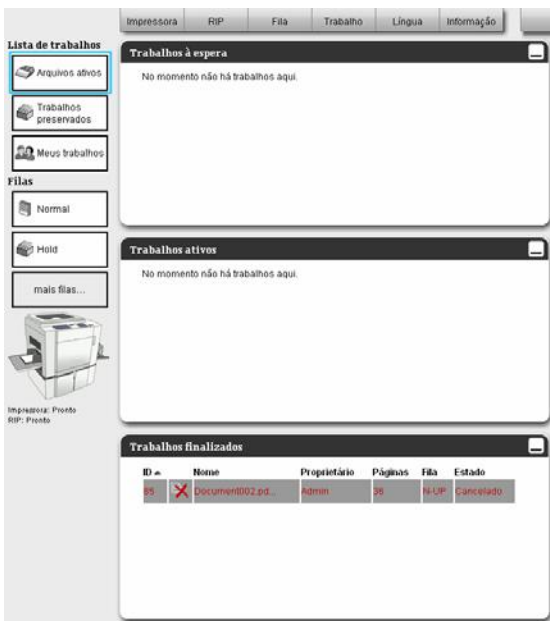 Impressora RIP Fila Trabalho Língua Informação
Lista de trabalhos
Arquivos ativos
Trabalhos
preservados
Meus trabalhos
Filas
Normal
Hold
mais filas...
Impressora: Pronto
RIP: Pronto
Trabalhos à espera
No momento não há trabalhos aqui.
Trabalhos ativos
No momento não há trabalhos aqui.
Trabalhos finalizados
ID Nome Proprietário Páginas Fila Estado
65 Document002.pd... Admin 36 N-UP Cancelado